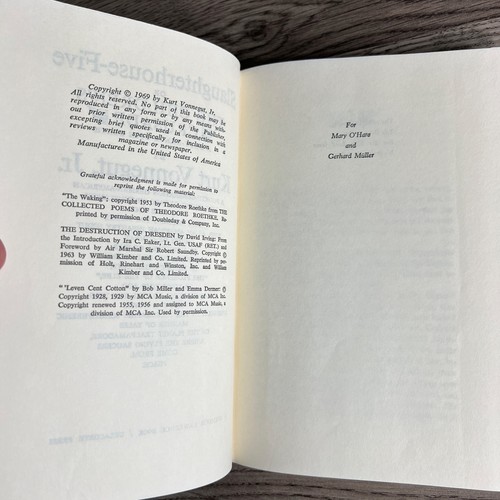 Copyright © 1969 by Kurt Vonnegut, Jr.
All rights reserved. No part of this book may be
reproduced in any form or by any means with-
out prior written permission of the Publisher,
excepting brief quotes used in connection with
reviews written specifically for inclusion in a
magazine or newspaper.
Manufactured in the United States of America
Grateful acknowledgment is made for permission to
reprint the following material:
"The Waking": copyright 1953 by Theodore Roethke from THE
COLLECTED POEMS OF THEODORE ROETHKE. Re-
printed by permission of Doubleday & Company, Inc.
THE DESTRUCTION OF DRESDEN by David Irving: From
the Introduction by Ira C. Eaker, Lt. Gen. USAF (RET.) and
Foreword by Air Marshal Sir Robert Saundby. Copyright ©
1963 by William Kimber and Co. Limited. Reprinted by per-
mission of Holt, Rinehart and Winston, Inc. and William
Kimber and Co. Limited.
"'Leven Cent Cotton" by Bob Miller and Emma Dermer: ©
Copyright 1928, 1929 by MCA Music, a division of MCA Inc.
Copyright renewed 1955, 1956 and assigned to MCA Music, a
division of MCA Inc. Used by permission.
For
Mary O'Hare
and
Gerhard Müller
Slaughterhouse-Five
Kurt Vonnegut, Jr.